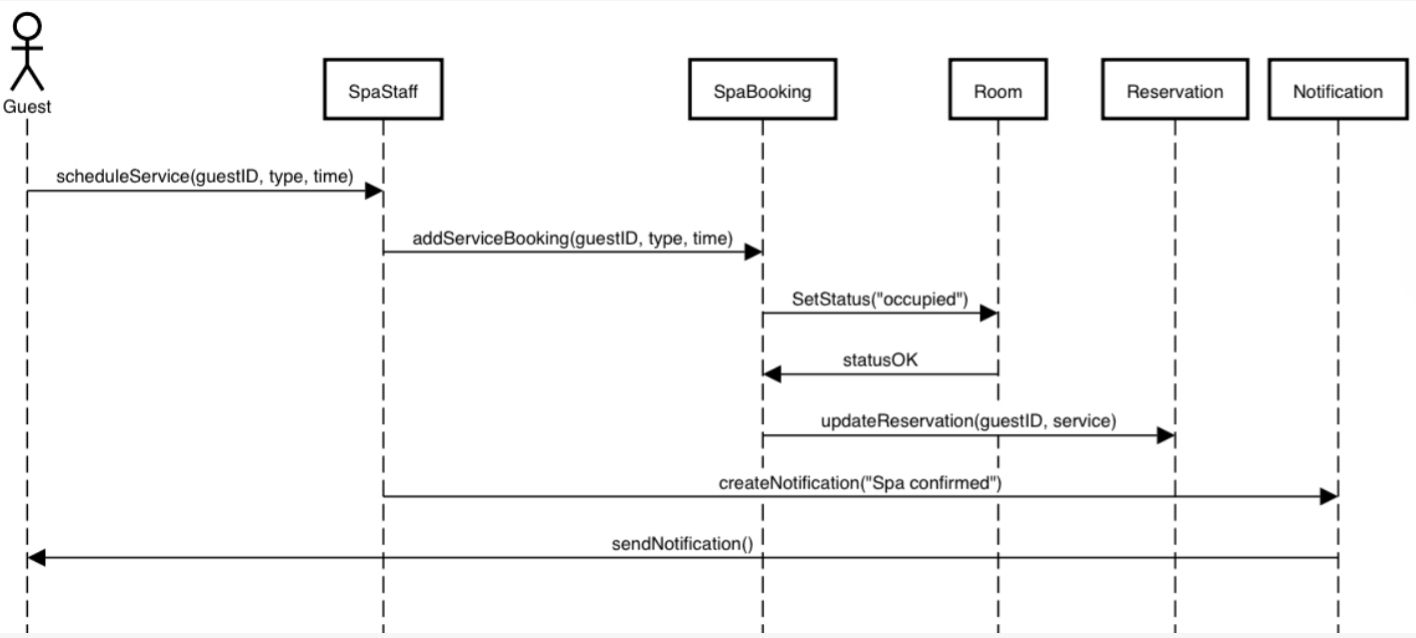 Guest
SpaStaff
SpaBooking
Room
Reservation
Notification
scheduleService(guestID, type, time)
addServiceBooking(guestID, type, time)
SetStatus("occupied")
statusOK
updateReservation(guestID, service)
createNotification("Spa confirmed")
sendNotification()